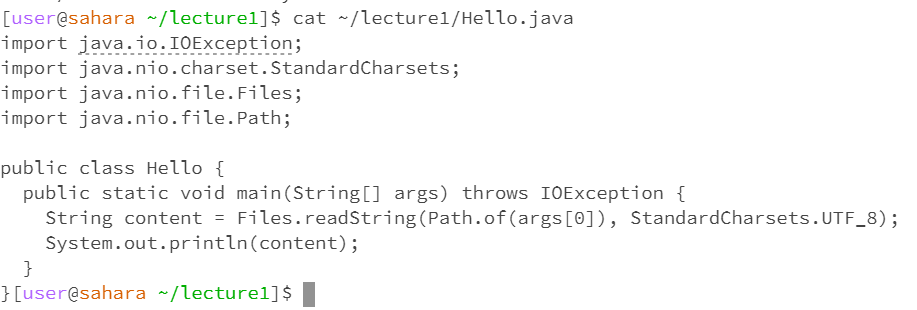 [user@sahara ~/lecture1]$ cat ~/lecture1/Hello.java
import java.io.IOException;
import java.nio.charset.StandardCharsets;
import java.nio.file.Files;
import java.nio.file.Path;

public class Hello {
  public static void main(String[] args) throws IOException {
    String content = Files.readString(Path.of(args[0]), StandardCharsets.UTF_8);
    System.out.println(content);
  }
}[user@sahara ~/lecture1]$